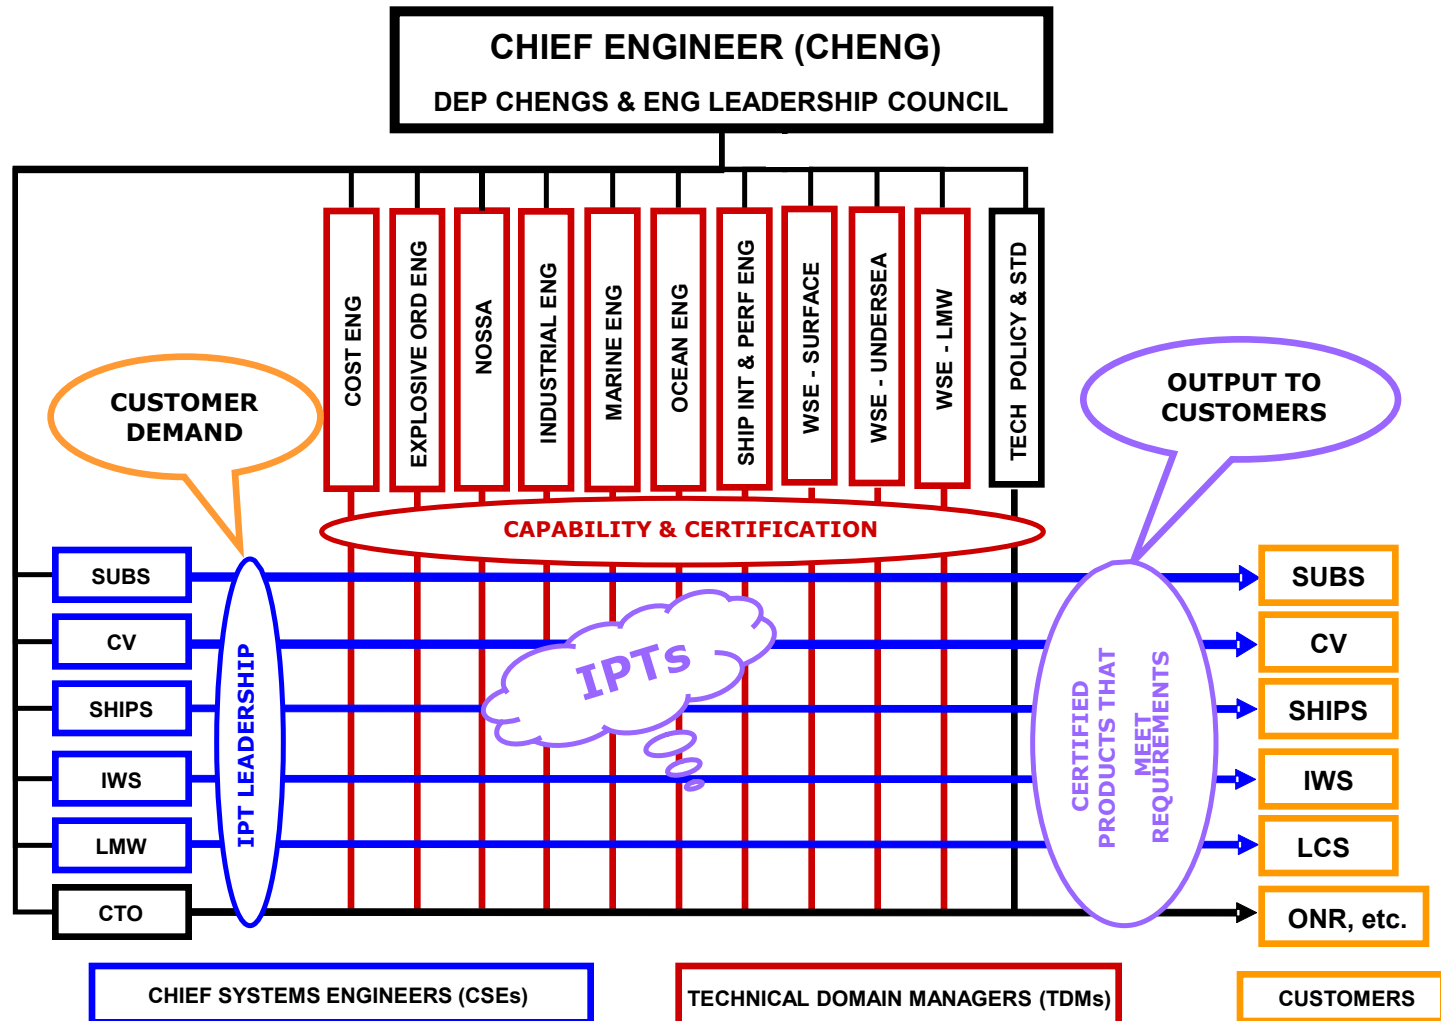 CHIEF ENGINEER (CHENG)
DEP CHENGS & ENG LEADERSHIP COUNCIL
COST ENG
EXPLOSIVE ORD ENG
NOSSA
INDUSTRIAL ENG
MARINE ENG
OCEAN ENG
SHIP INT & PERF ENG
WSE - SURFACE
WSE - UNDERSEA
WSE - LMW
TECH POLICY & STD
CUSTOMER
DEMAND
OUTPUT TO
CUSTOMERS
CAPABILITY & CERTIFICATION
SUBS
CV
SHIPS
IWS
LMW
CTO
IPT LEADERSHIP
IPTs
CERTIFIED
PRODUCTS THAT
MEET
REQUIREMENTS
SUBS
CV
SHIPS
IWS
LCS
ONR, etc.
CHIEF SYSTEMS ENGINEERS (CSEs)
TECHNICAL DOMAIN MANAGERS (TDMs)
CUSTOMERS